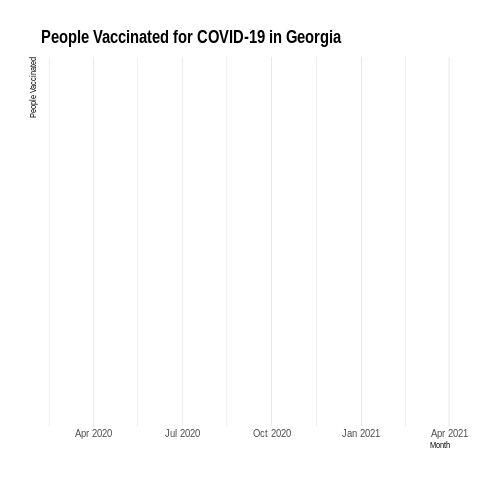 People Vaccinated for COVID-19 in Georgia
People Vaccinated
Apr 2020
Jul 2020
Oct 2020
Jan 2021
Apr 2021
Month